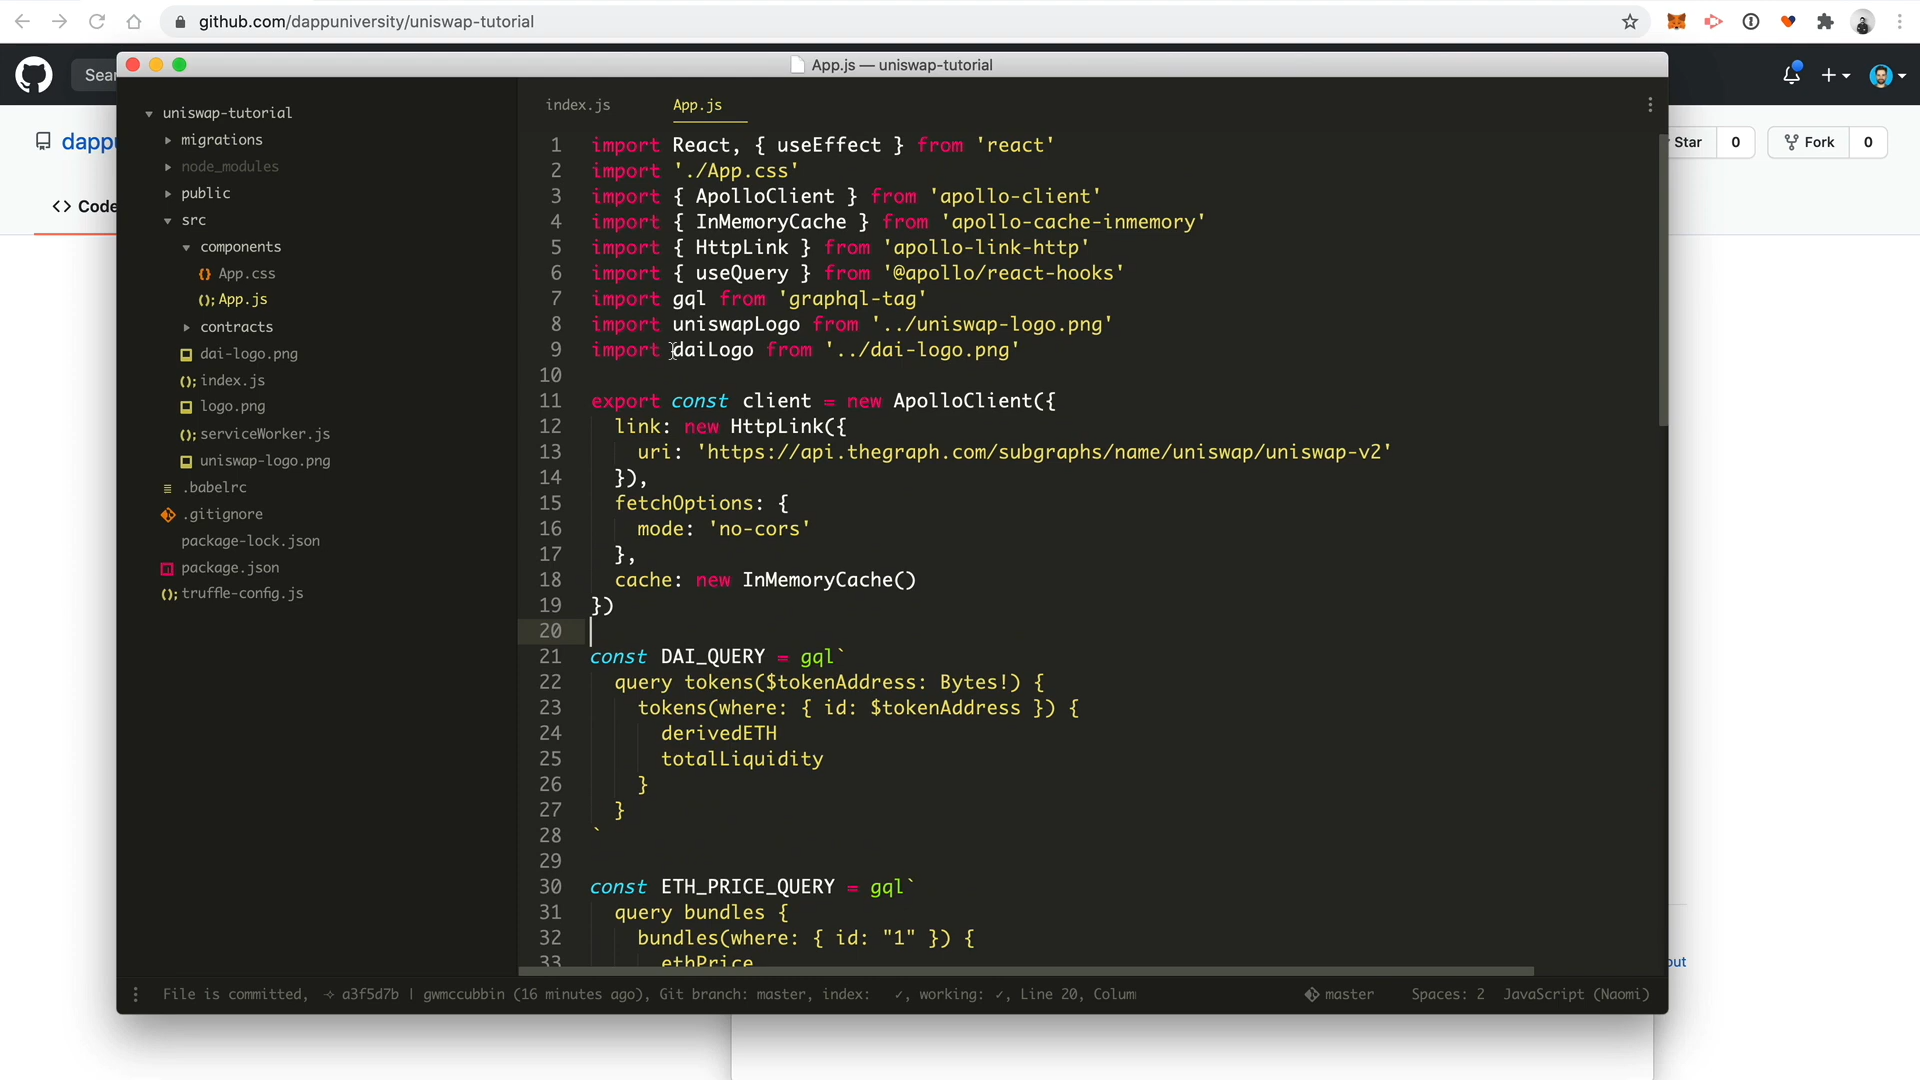 github.com/dappuniversity/uniswap-tutorial
App.js — uniswap-tutorial
Sear
dappu
Star 0
Fork 0
<> Code
out
uniswap-tutorial
migrations
node_modules
public
src
components
App.css
App.js
contracts
dai-logo.png
index.js
logo.png
serviceWorker.js
uniswap-logo.png
.babelrc
.gitignore
package-lock.json
package.json
truffle-config.js
index.js App.js
1 import React, { useEffect } from 'react'
2 import './App.css'
3 import { ApolloClient } from 'apollo-client'
4 import { InMemoryCache } from 'apollo-cache-inmemory'
5 import { HttpLink } from 'apollo-link-http'
6 import { useQuery } from '@apollo/react-hooks'
7 import gql from 'graphql-tag'
8 import uniswapLogo from '../uniswap-logo.png'
9 import daiLogo from '../dai-logo.png'
10
11 export const client = new ApolloClient({
12 link: new HttpLink({
13 uri: 'https://api.thegraph.com/subgraphs/name/uniswap/uniswap-v2'
14 }),
15 fetchOptions: {
16 mode: 'no-cors'
17 },
18 cache: new InMemoryCache()
19 })
20
21 const DAI_QUERY = gql`
22 query tokens($tokenAddress: Bytes!) {
23 tokens(where: { id: $tokenAddress }) {
24 derivedETH
25 totalLiquidity
26 }
27 }
28 `
29
30 const ETH_PRICE_QUERY = gql`
31 query bundles {
32 bundles(where: { id: "1" }) {
33 ethPrice
File is committed, a3f5d7b | gwmccubbin (16 minutes ago), Git branch: master, index: ✓, working: ✓, Line 20, Colum master Spaces: 2 JavaScript (Naomi)